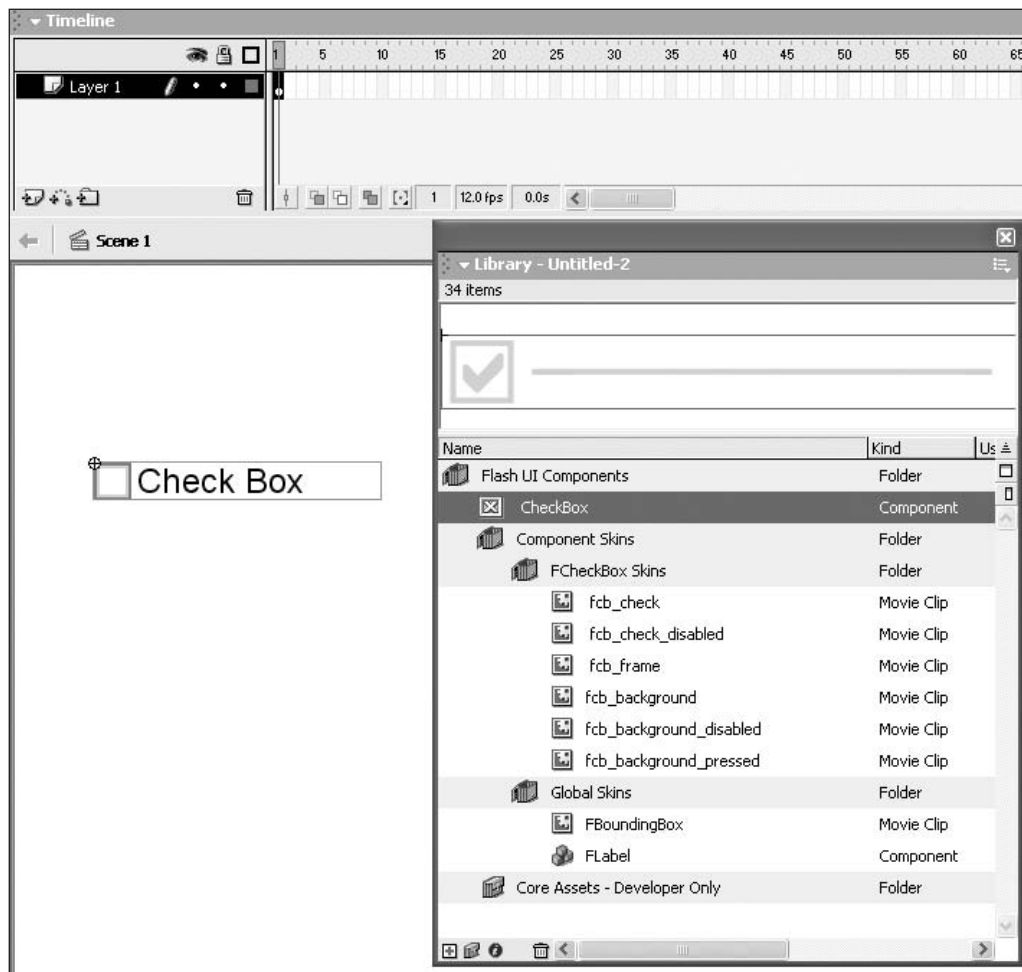 Timeline
1 5 10 15 20 25 30 35 40 45 50 55 60 65
Layer 1
1 12.0 fps 0.0s
Scene 1
Library - Untitled-2
34 items
Name Kind Us
Flash UI Components Folder
CheckBox Component
Component Skins Folder
FCheckBox Skins Folder
fcb_check Movie Clip
fcb_check_disabled Movie Clip
fcb_frame Movie Clip
fcb_background Movie Clip
fcb_background_disabled Movie Clip
fcb_background_pressed Movie Clip
Global Skins Folder
FBoundingBox Movie Clip
FLabel Component
Core Assets - Developer Only Folder
Check Box